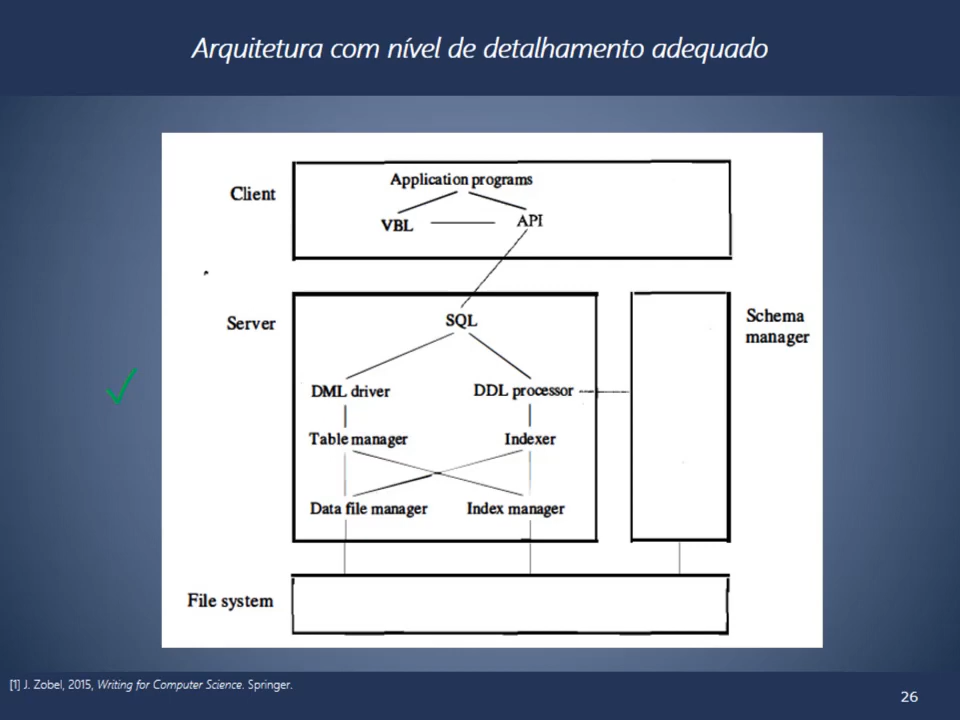 Arquitetura com nível de detalhamento adequado
Client
Application programs
VBL
API
Server
SQL
Schema
manager
DML driver
DDL processor
Table manager
Indexer
Data file manager
Index manager
File system
[1] J. Zobel, 2015, Writing for Computer Science. Springer.
26